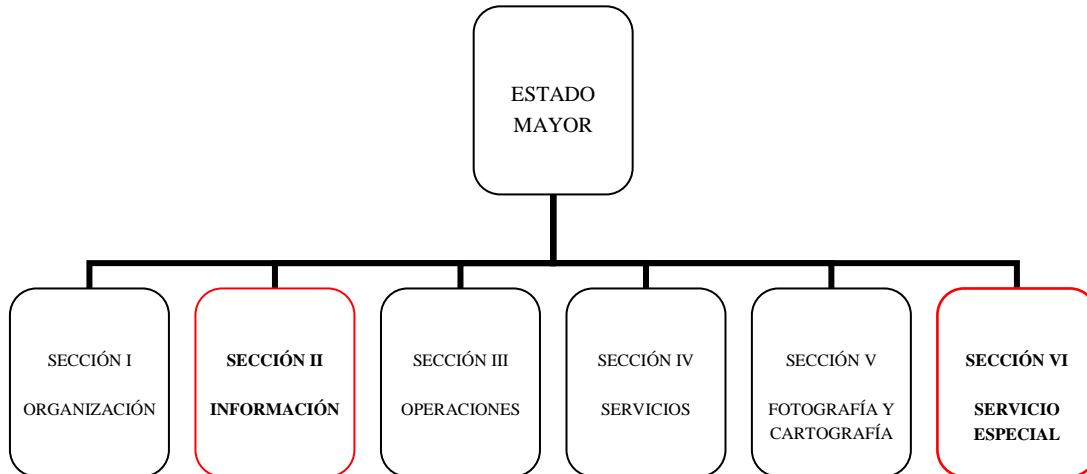 ESTADO
MAYOR
SECCIÓN I
ORGANIZACIÓN
SECCIÓN II
INFORMACIÓN
SECCIÓN III
OPERACIONES
SECCIÓN IV
SERVICIOS
SECCIÓN V
FOTOGRAFÍA Y
CARTOGRAFÍA
SECCIÓN VI
SERVICIO
ESPECIAL